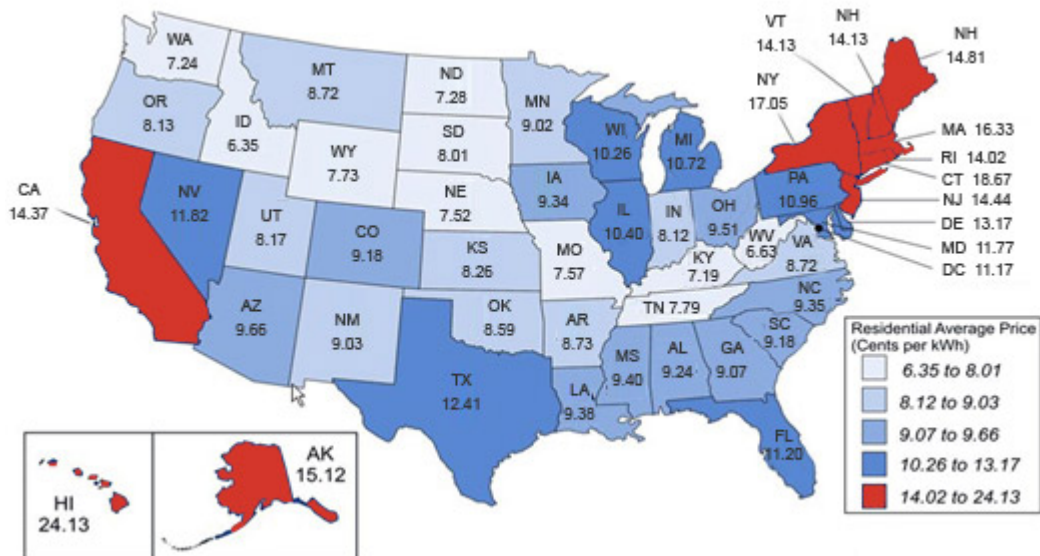 VT
14.13
NH
14.13
NH
14.81
NY
17.05
WA
7.24
MT
8.72
ND
7.28
MN
9.02
OR
8.13
ID
6.35
SD
8.01
WI
10.26
MI
10.72
MA 16.33
RI 14.02
CT 18.67
NJ 14.44
DE 13.17
MD 11.77
DC 11.17
WY
7.73
NE
7.52
IA
9.34
PA
10.96
CA
14.37
NV
11.82
UT
8.17
CO
9.18
KS
8.26
MO
7.57
IL
10.40
IN
8.12
OH
9.51
WV
6.63
VA
8.72
KY
7.19
TN 7.79
NC
9.35
AZ
9.66
NM
9.03
OK
8.59
AR
8.73
SC
9.18
MS
9.40
AL
9.24
GA
9.07
TX
12.41
LA
9.38
FL
11.20
HI
24.13
AK
15.12
Residential Average Price
(Cents per kWh)
6.35 to 8.01
8.12 to 9.03
9.07 to 9.66
10.26 to 13.17
14.02 to 24.13